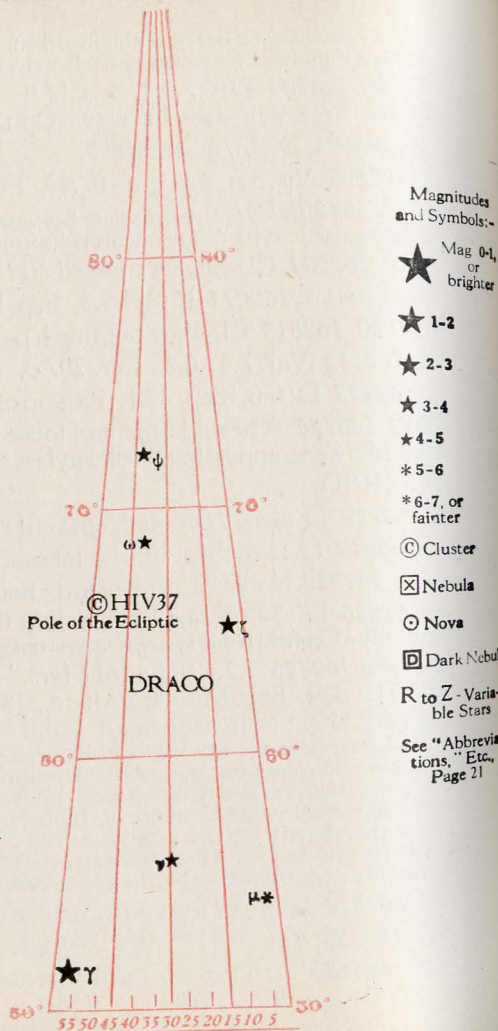 80° 80°
ψ
70° 70°
ω
©HIV37
Pole of the Ecliptic
ζ
DRACO
60° 60°
ν
μ
γ
50° 50°
55 50 45 40 35 30 25 20 15 10 5
Magnitudes
and Symbols:-
Mag 0-1,
or
brighter
1-2
2-3
3-4
4-5
5-6
6-7, or
fainter
© Cluster
Nebula
Nova
D Dark Nebul
R to Z - Varia-
ble Stars
See "Abbrevia-
tions," Etc.,
Page 21